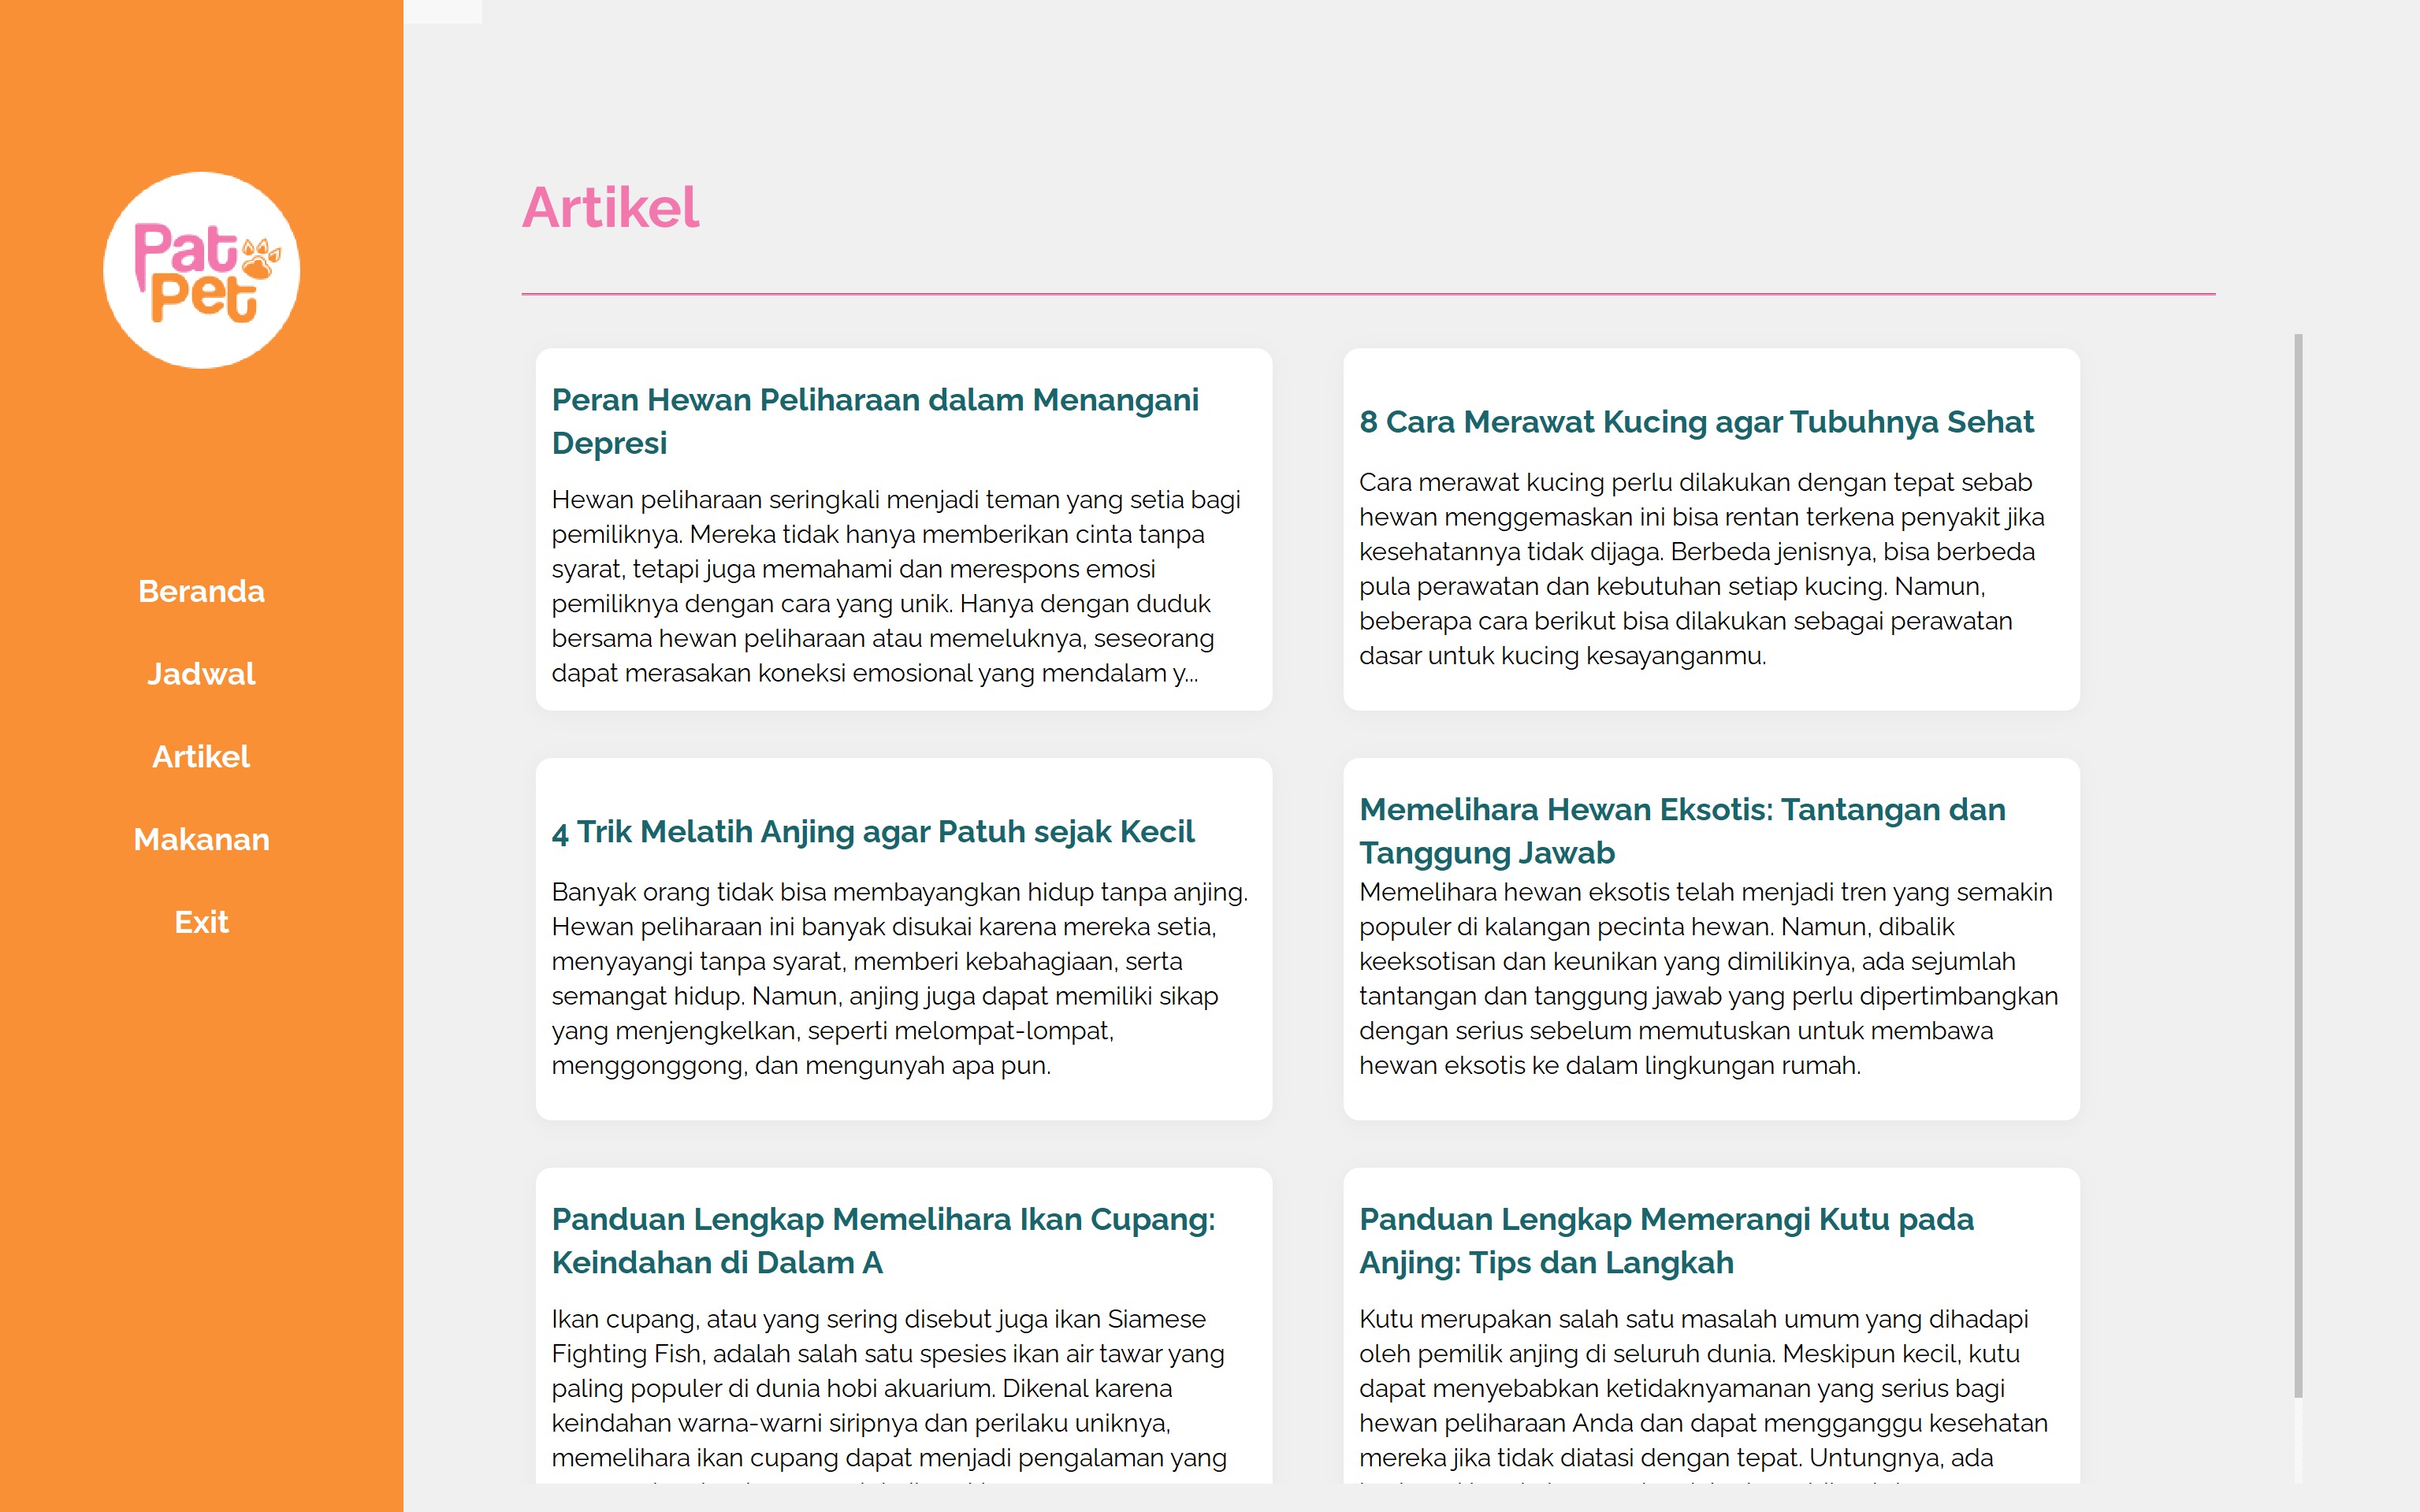 Pat
Pet
Beranda
Jadwal
Artikel
Makanan
Exit
Artikel
Peran Hewan Peliharaan dalam Menangani
Depresi
Hewan peliharaan seringkali menjadi teman yang setia bagi
pemiliknya. Mereka tidak hanya memberikan cinta tanpa
syarat, tetapi juga memahami dan merespons emosi
pemiliknya dengan cara yang unik. Hanya dengan duduk
bersama hewan peliharaan atau memeluknya, seseorang
dapat merasakan koneksi emosional yang mendalam y...
8 Cara Merawat Kucing agar Tubuhnya Sehat
Cara merawat kucing perlu dilakukan dengan tepat sebab
hewan menggemaskan ini bisa rentan terkena penyakit jika
kesehatannya tidak dijaga. Berbeda jenisnya, bisa berbeda
pula perawatan dan kebutuhan setiap kucing. Namun,
beberapa cara berikut bisa dilakukan sebagai perawatan
dasar untuk kucing kesayanganmu.
4 Trik Melatih Anjing agar Patuh sejak Kecil
Banyak orang tidak bisa membayangkan hidup tanpa anjing.
Hewan peliharaan ini banyak disukai karena mereka setia,
menyayangi tanpa syarat, memberi kebahagiaan, serta
semangat hidup. Namun, anjing juga dapat memiliki sikap
yang menjengkelkan, seperti melompat-lompat,
menggonggong, dan mengunyah apa pun.
Memelihara Hewan Eksotis: Tantangan dan
Tanggung Jawab
Memelihara hewan eksotis telah menjadi tren yang semakin
populer di kalangan pecinta hewan. Namun, dibalik
keeksotisan dan keunikan yang dimilikinya, ada sejumlah
tantangan dan tanggung jawab yang perlu dipertimbangkan
dengan serius sebelum memutuskan untuk membawa
hewan eksotis ke dalam lingkungan rumah.
Panduan Lengkap Memelihara Ikan Cupang:
Keindahan di Dalam A
Ikan cupang, atau yang sering disebut juga ikan Siamese
Fighting Fish, adalah salah satu spesies ikan air tawar yang
paling populer di dunia hobi akuarium. Dikenal karena
keindahan warna-warni siripnya dan perilaku uniknya,
memelihara ikan cupang dapat menjadi pengalaman yang
Panduan Lengkap Memerangi Kutu pada
Anjing: Tips dan Langkah
Kutu merupakan salah satu masalah umum yang dihadapi
oleh pemilik anjing di seluruh dunia. Meskipun kecil, kutu
dapat menyebabkan ketidaknyamanan yang serius bagi
hewan peliharaan Anda dan dapat mengganggu kesehatan
mereka jika tidak diatasi dengan tepat. Untungnya, ada